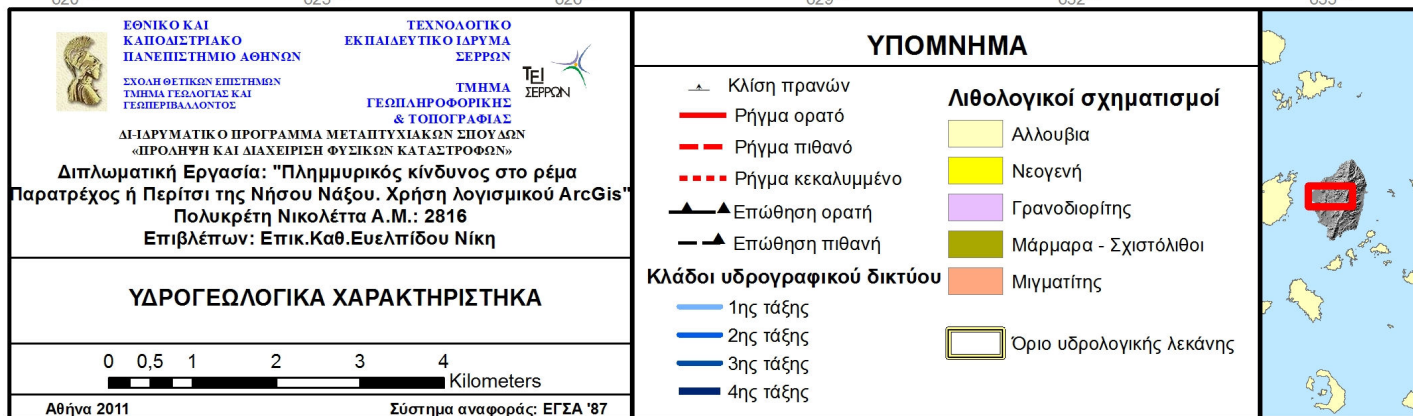 ΕΘΝΙΚΟ ΚΑΙ
ΚΑΠΟΔΙΣΤΡΙΑΚΟ
ΠΑΝΕΠΙΣΤΗΜΙΟ ΑΘΗΝΩΝ
ΣΧΟΛΗ ΘΕΤΙΚΩΝ ΕΠΙΣΤΗΜΩΝ
ΤΜΗΜΑ ΓΕΩΛΟΓΙΑΣ ΚΑΙ
ΓΕΩΠΕΡΙΒΑΛΛΟΝΤΟΣ
ΤΕΧΝΟΛΟΓΙΚΟ
ΕΚΠΑΙΔΕΥΤΙΚΟ ΙΔΡΥΜΑ
ΣΕΡΡΩΝ
ΤΜΗΜΑ
ΓΕΩΠΛΗΡΟΦΟΡΙΚΗΣ
& ΤΟΠΟΓΡΑΦΙΑΣ
ΤΕΙ
ΣΕΡΡΩΝ
ΔΙ-ΙΔΡΥΜΑΤΙΚΟ ΠΡΟΓΡΑΜΜΑ ΜΕΤΑΠΤΥΧΙΑΚΩΝ ΣΠΟΥΔΩΝ
«ΠΡΟΛΗΨΗ ΚΑΙ ΔΙΑΧΕΙΡΙΣΗ ΦΥΣΙΚΩΝ ΚΑΤΑΣΤΡΟΦΩΝ»
Διπλωματική Εργασία: "Πλημμυρικός κίνδυνος στο ρέμα
Παρατρέχος ή Περίτσι της Νήσου Νάξου. Χρήση λογισμικού ArcGis"
Πολυκρέτη Νικολέττα Α.Μ.: 2816
Επιβλέπων: Επικ.Καθ.Ευελπίδου Νίκη
ΥΔΡΟΓΕΩΛΟΓΙΚΑ ΧΑΡΑΚΤΗΡΙΣΤΗΚΑ
0 0,5 1 2 3 4
Kilometers
Αθήνα 2011
Σύστημα αναφοράς: ΕΓΣΑ '87
ΥΠΟΜΝΗΜΑ
Κλίση πρανών
Ρήγμα ορατό
Ρήγμα πιθανό
Ρήγμα κεκαλυμμένο
Επώθηση ορατή
Επώθηση πιθανή
Κλάδοι υδρογραφικού δικτύου
1ης τάξης
2ης τάξης
3ης τάξης
4ης τάξης
Λιθολογικοί σχηματισμοί
Αλλουβια
Νεογενή
Γρανοδιορίτης
Μάρμαρα - Σχιστόλιθοι
Μιγματίτης
Όριο υδρολογικής λεκάνης